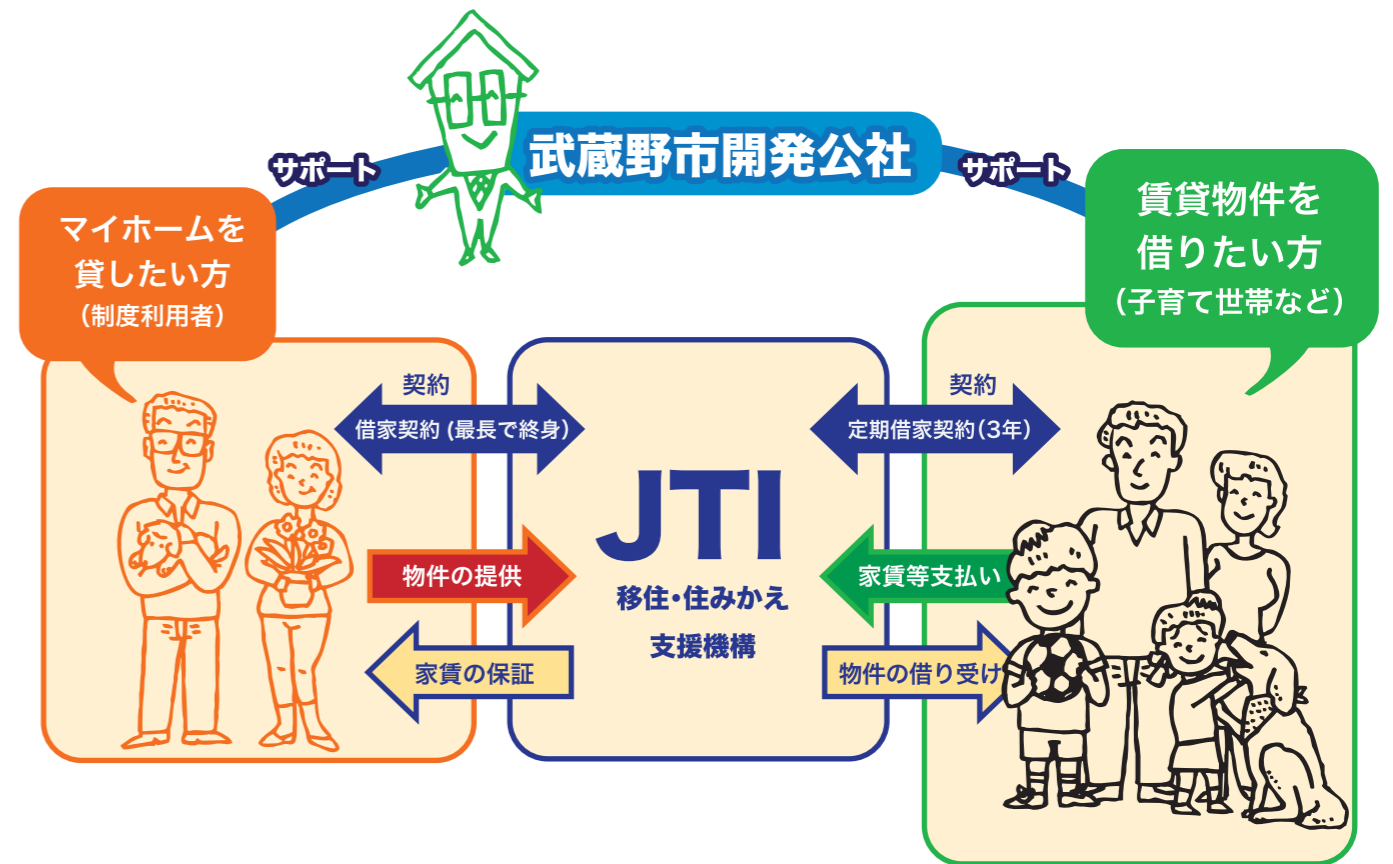 武蔵野市開発公社
サポート
サポート
マイホームを
貸したい方
（制度利用者）
賃貸物件を
借りたい方
（子育て世帯など）
契約
借家契約 (最長で終身)
契約
定期借家契約（3年）
JTI
移住・住みかえ
支援機構
物件の提供
家賃の保証
家賃等支払い
物件の借り受け